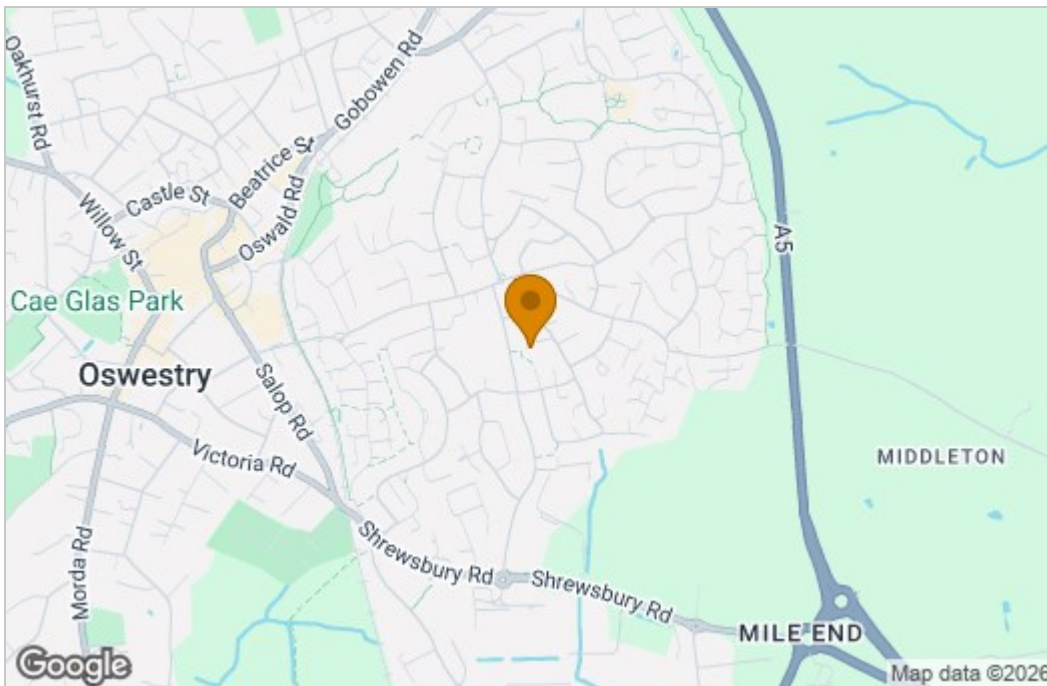 Oakhurst Rd
Gobowen Rd
Beatrice St
Castle St
Willow St
Oswald Rd
A5
Cae Glas Park
Oswestry
Salop Rd
Victoria Rd
MIDDLETON
Morda Rd
Shrewsbury Rd
Shrewsbury Rd
MILE END
Google
Map data ©2026